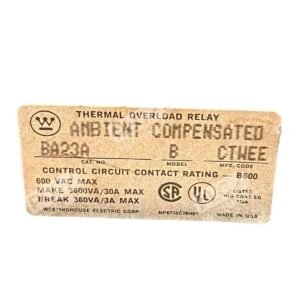 THERMAL OVERLOAD RELAY
AMBIENT COMPENSATED
BA23A B CTWEE
CAT. NO. MODEL MFG. CODE
CONTROL CIRCUIT CONTACT RATING — B600
600 VAC MAX
MAKE 3600VA/30A MAX
BREAK 360VA/3A MAX
WESTINGHOUSE ELECTRIC CORP MADE IN USA